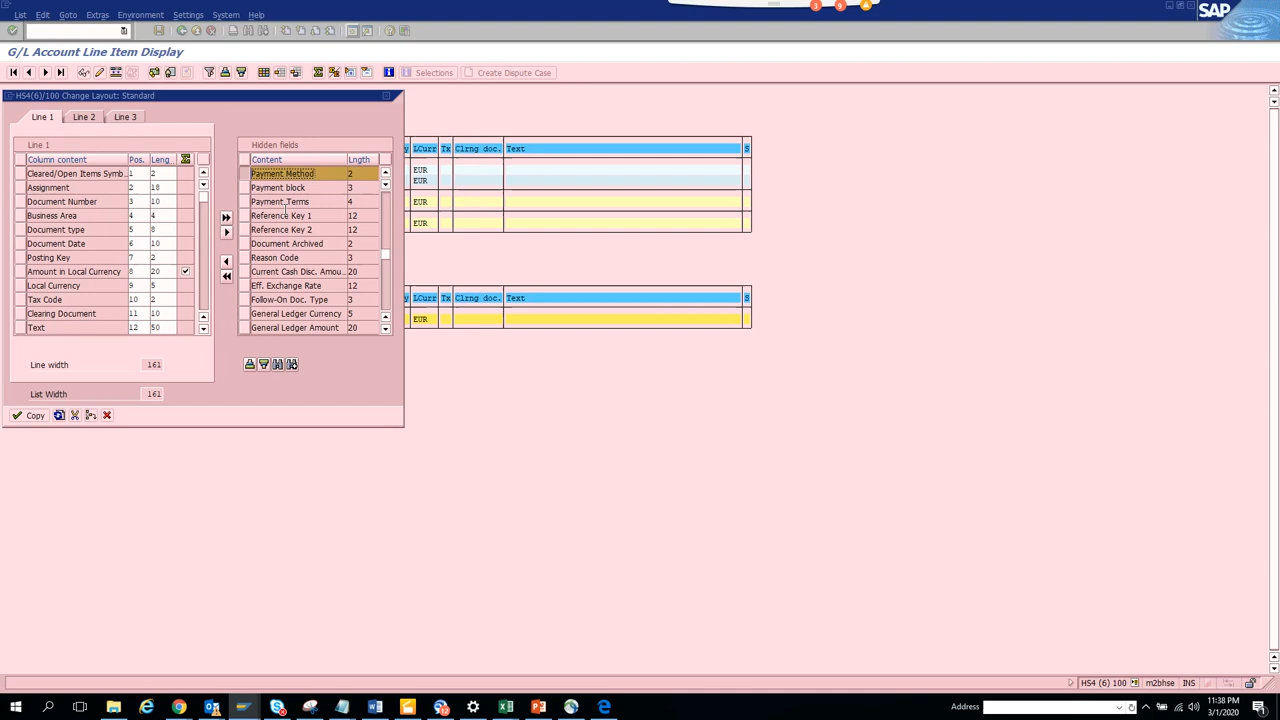 List Edit Goto Extras Environment Settings System Help
3 9
SAP
G/L Account Line Item Display
Selections Create Dispute Case
HS4(6)/100 Change Layout: Standard
Line 1 Line 2 Line 3
Line 1
Column content Pos. Leng
Cleared/Open Items Symb... 1 2
Assignment 2 18
Document Number 3 10
Business Area 4 4
Document type 5 8
Document Date 6 10
Posting Key 7 2
Amount in Local Currency 8 20
Local Currency 9 5
Tax Code 10 2
Clearing Document 11 10
Text 12 50
Line width 161
List Width 161
Copy
Hidden fields
Content Lngth
Payment Method 2
Payment block 3
Payment Terms 4
Reference Key 1 12
Reference Key 2 12
Document Archived 2
Reason Code 3
Current Cash Disc. Amou... 20
Eff. Exchange Rate 12
Follow-On Doc. Type 3
General Ledger Currency 5
General Ledger Amount 20
y LCurr Tx Clrng doc. Text S
EUR
EUR
EUR
EUR
y LCurr Tx Clrng doc. Text S
EUR
HS4 (6) 100 m2bhse INS
Address
11:38 PM
3/1/2020